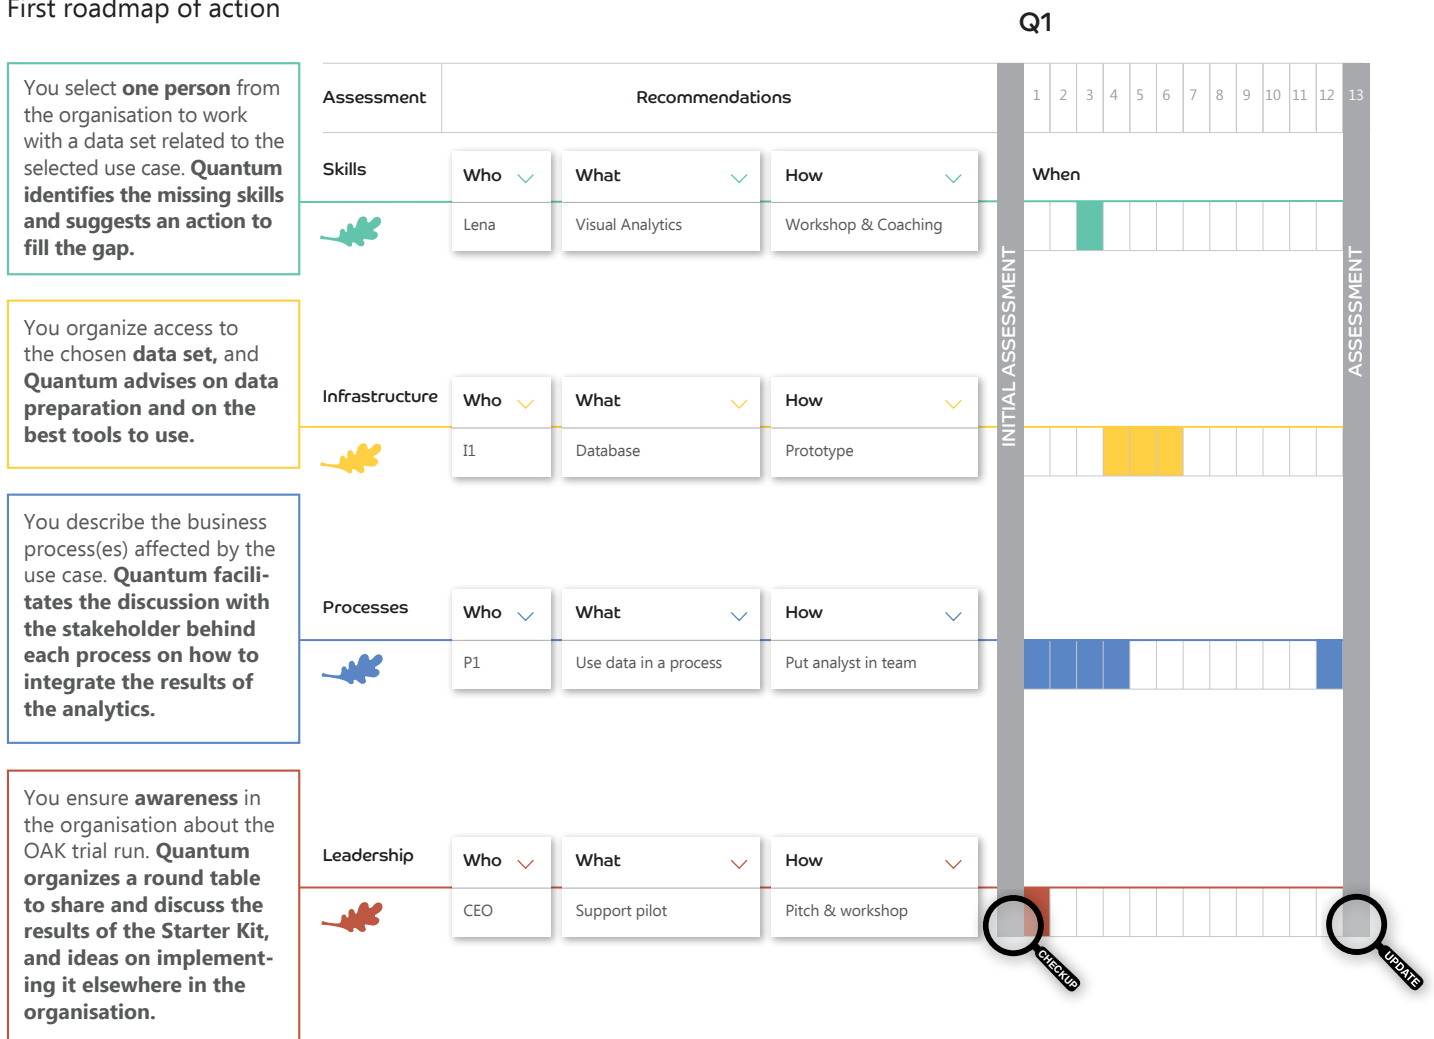 First roadmap of action
Q1
You select one person from
the organisation to work
with a data set related to the
selected use case. Quantum
identifies the missing skills
and suggests an action to
fill the gap.
Assessment
Recommendations
1 2 3 4 5 6 7 8 9 10 11 12 13
Skills
Who
What
How
When
Lena
Visual Analytics
Workshop & Coaching
INITIAL ASSESSMENT
ASSESSMENT
You organize access to
the chosen data set, and
Quantum advises on data
preparation and on the
best tools to use.
Infrastructure
Who
What
How
I1
Database
Prototype
You describe the business
process(es) affected by the
use case. Quantum facili-
tates the discussion with
the stakeholder behind
each process on how to
integrate the results of
the analytics.
Processes
Who
What
How
P1
Use data in a process
Put analyst in team
You ensure awareness in
the organisation about the
OAK trial run. Quantum
organizes a round table
to share and discuss the
results of the Starter Kit,
and ideas on implement-
ing it elsewhere in the
organisation.
Leadership
Who
What
How
CEO
Support pilot
Pitch & workshop
CHECKUP
UPDATE